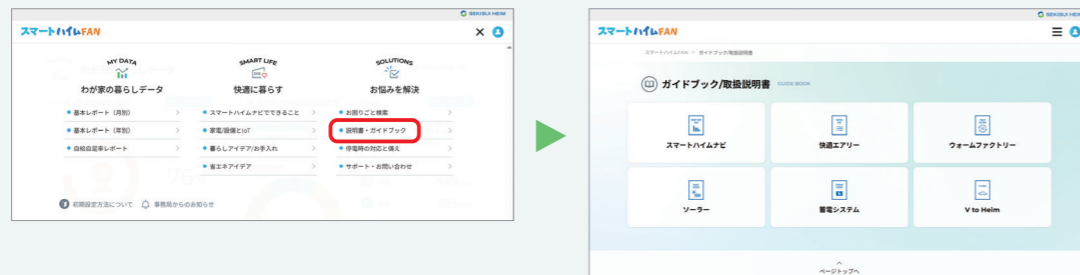 SEKISUI HEIM
スマートハイムFAN
MY DATA
わが家の暮らしデータ
基本レポート（月別）
基本レポート（年別）
自給自足率レポート
SMART LIFE
快適に暮らす
スマートハイムナビでできること
家電/設備とIoT
暮らしアイデア/お手入れ
省エネアイデア
SOLUTIONS
お悩みを解決
お困りごと検索
説明書・ガイドブック
停電時の対応と備え
サポート・お問い合わせ
初期設定方法について
事務局からのお知らせ
SEKISUI HEIM
スマートハイムFAN
スマートハイムFAN > ガイドブック/取扱説明書
ガイドブック/取扱説明書 GUIDE BOOK
スマートハイムナビ
快適エアリー
ウォームファクトリー
ソーラー
蓄電システム
V to Heim
ページトップへ